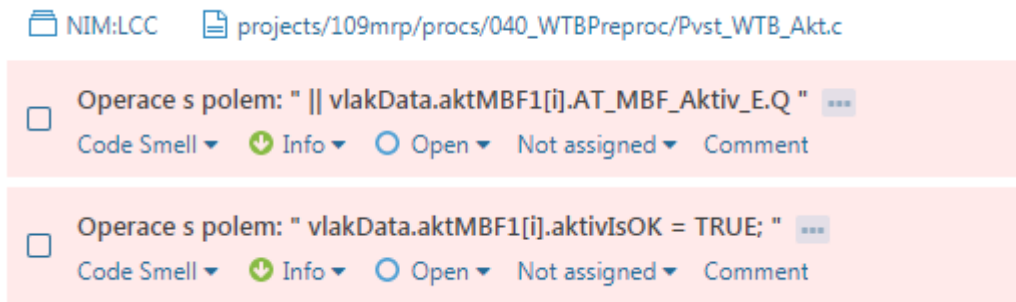 NIM:LCC projects/109mrp/procs/040_WTBPreproc/Pvst_WTB_Akt.c
Operace s polem: " || vlakData.aktMBF1[i].AT_MBF_Aktiv_E.Q "
Code Smell Info Open Not assigned Comment
Operace s polem: " vlakData.aktMBF1[i].aktivIsOK = TRUE; "
Code Smell Info Open Not assigned Comment